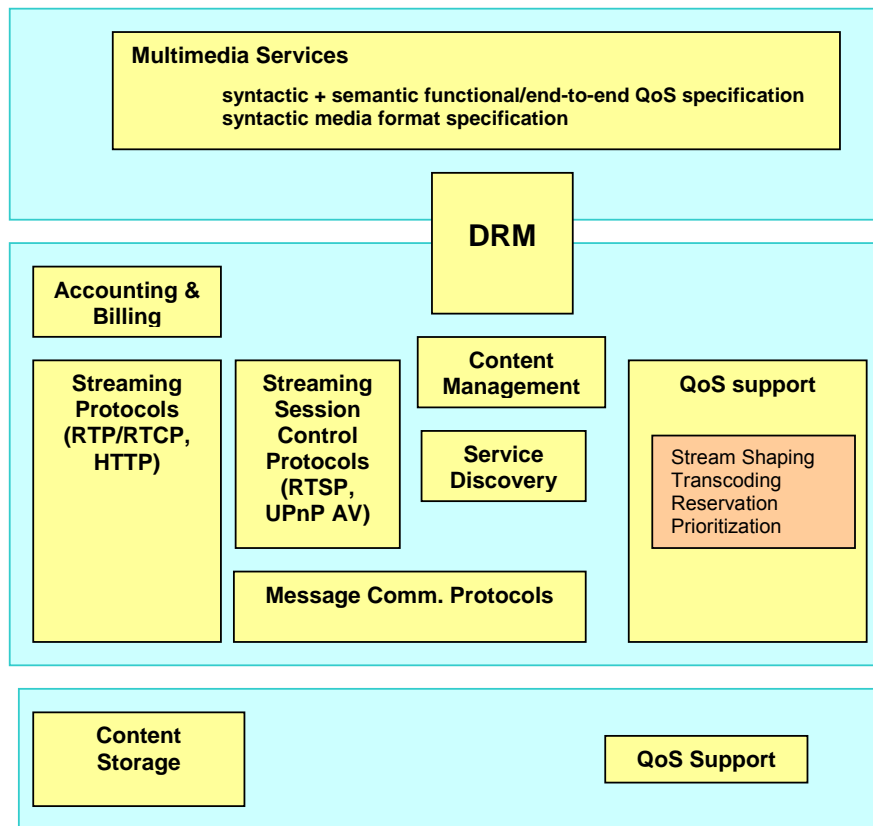 Multimedia Services
syntactic + semantic functional/end-to-end QoS specification
syntactic media format specification
DRM
Accounting &
Billing
Streaming
Protocols
(RTP/RTCP,
HTTP)
Streaming
Session
Control
Protocols
(RTSP,
UPnP AV)
Content
Management
Service
Discovery
QoS support
Stream Shaping
Transcoding
Reservation
Prioritization
Message Comm. Protocols
Content
Storage
QoS Support